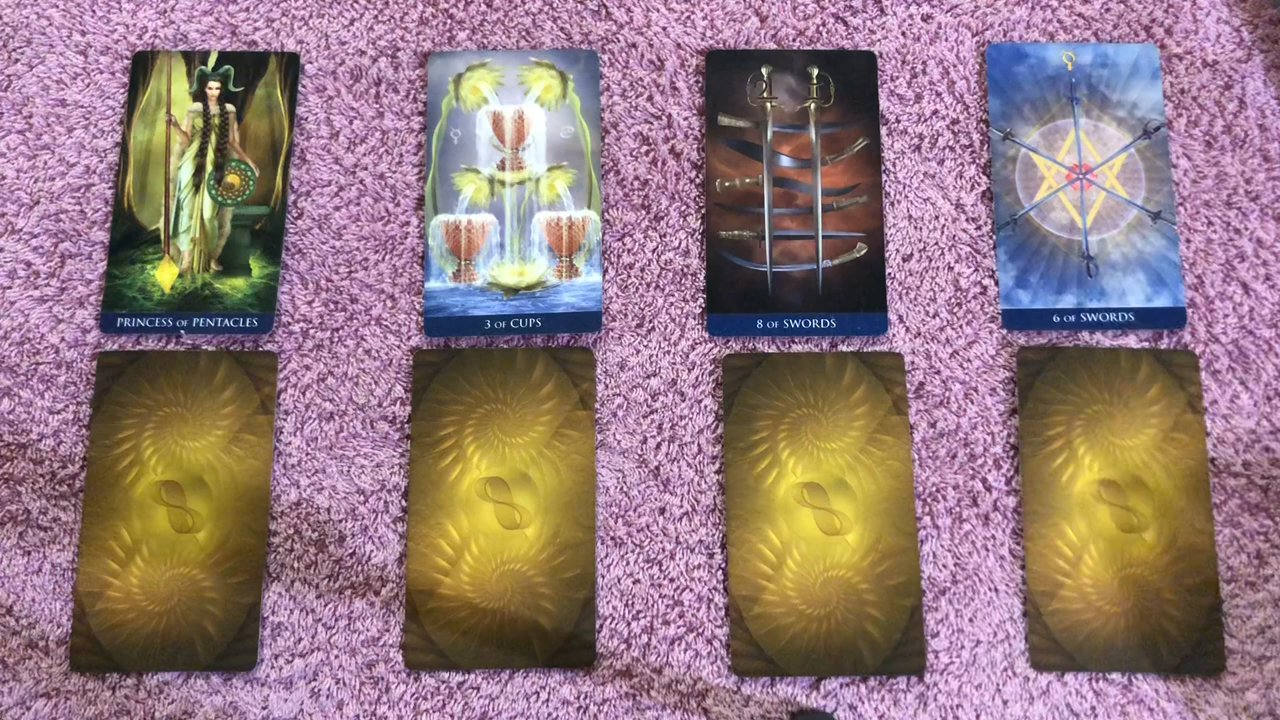 PRINCESS OF PENTACLES
3 OF CUPS
8 OF SWORDS
6 OF SWORDS